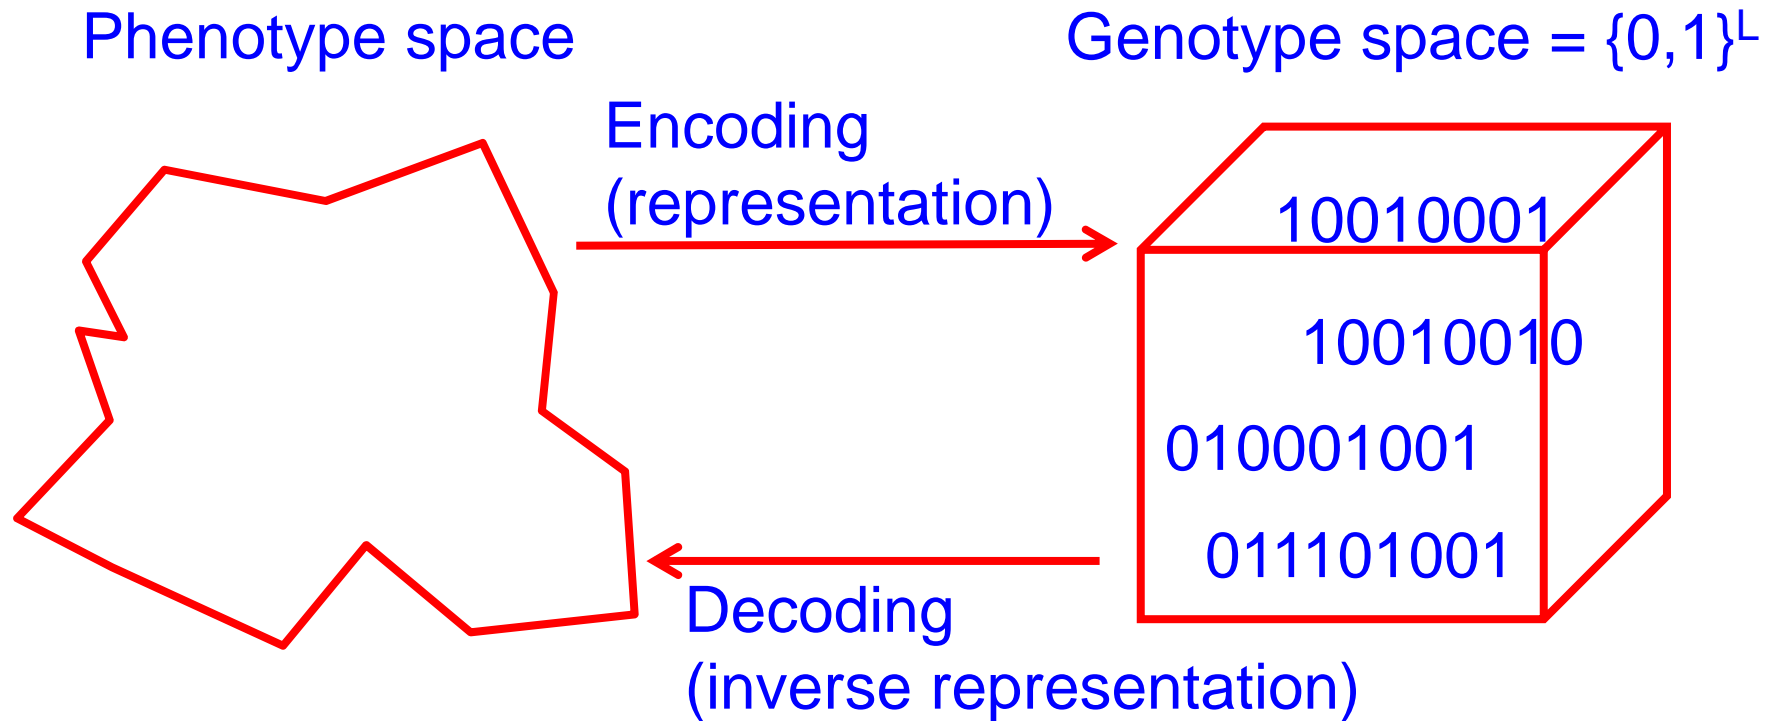 Phenotype space
Genotype space = {0,1}ᴸ
Encoding
(representation)
10010001
10010010
010001001
011101001
Decoding
(inverse representation)